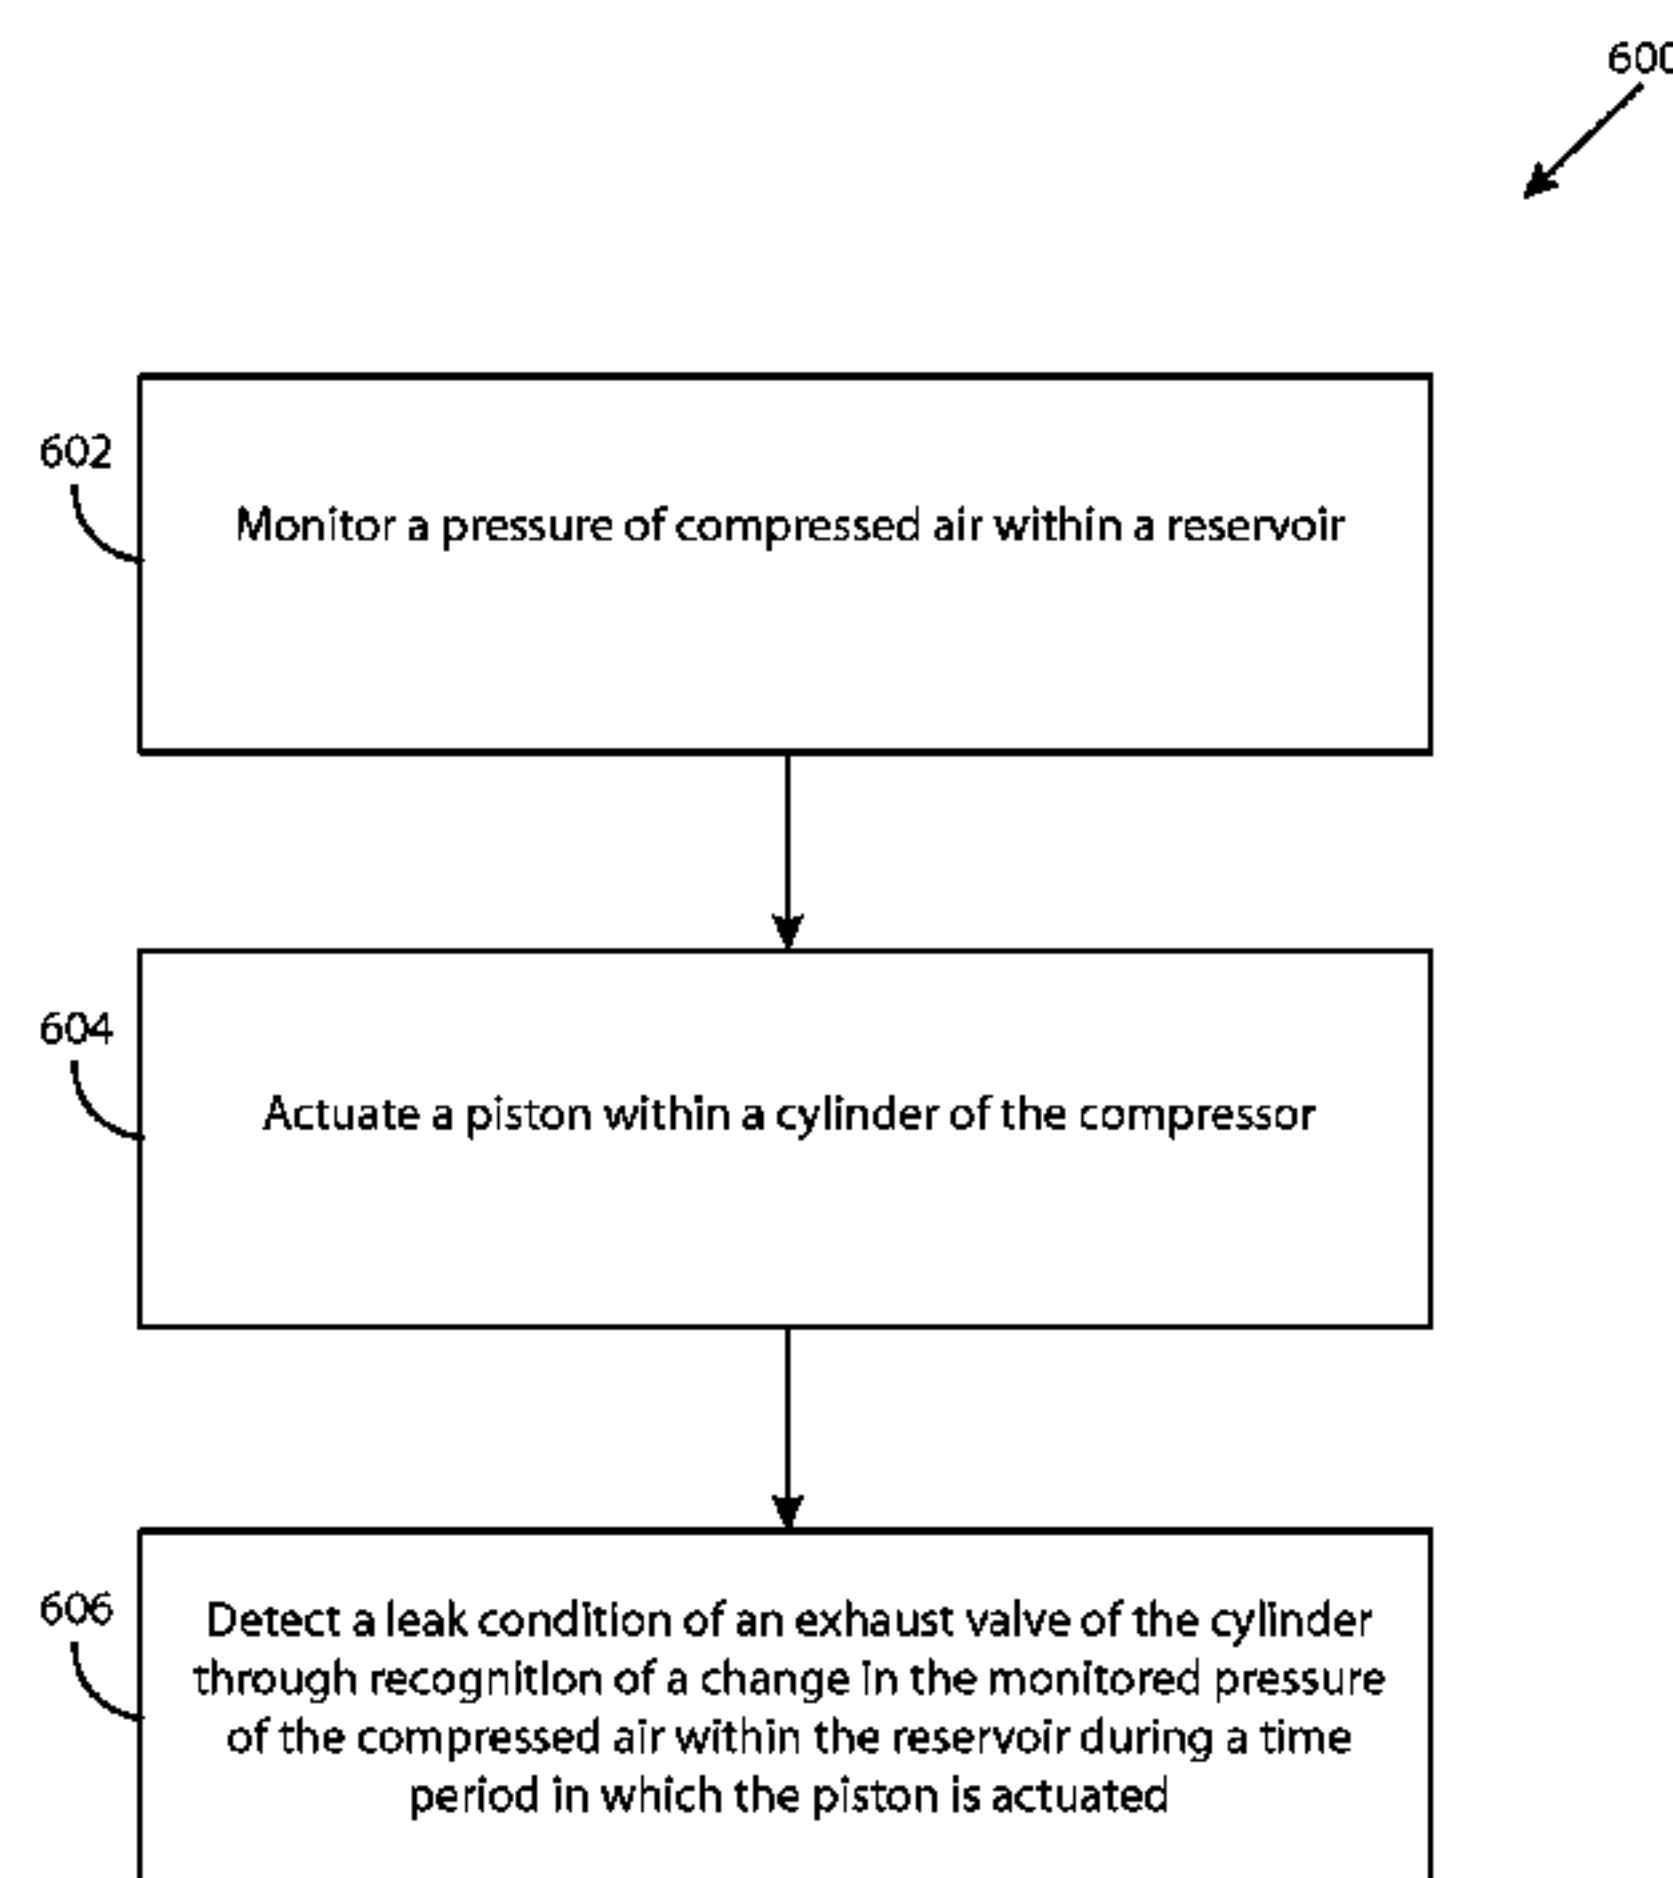 600
602
Monitor a pressure of compressed air within a reservoir
604
Actuate a piston within a cylinder of the compressor
606
Detect a leak condition of an exhaust valve of the cylinder
through recognition of a change in the monitored pressure
of the compressed air within the reservoir during a time
period in which the piston is actuated